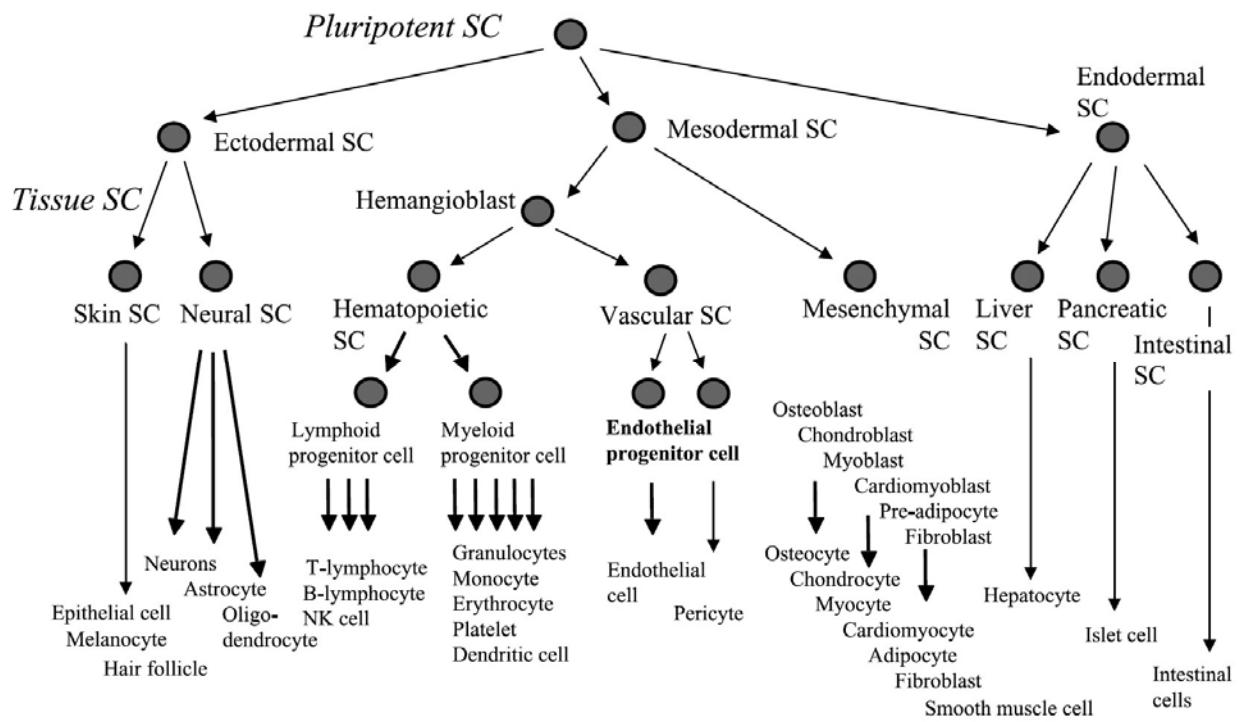 Pluripotent SC
Endodermal
SC
Ectodermal SC
Mesodermal SC
Tissue SC
Hemangioblast
Skin SC
Neural SC
Hematopoietic
SC
Vascular SC
Mesenchymal
SC
Liver
SC
Pancreatic
SC
Intestinal
SC
Lymphoid
progenitor cell
Myeloid
progenitor cell
Endothelial
progenitor cell
Osteoblast
Chondroblast
Myoblast
Cardiomyoblast
Pre-adipocyte
Fibroblast
Neurons
Astrocyte
Oligo-
dendrocyte
Epithelial cell
Melanocyte
Hair follicle
T-lymphocyte
B-lymphocyte
NK cell
Granulocytes
Monocyte
Erythrocyte
Platelet
Dendritic cell
Endothelial
cell
Pericyte
Osteocyte
Chondrocyte
Myocyte
Cardiomyocyte
Adipocyte
Fibroblast
Smooth muscle cell
Hepatocyte
Islet cell
Intestinal
cells